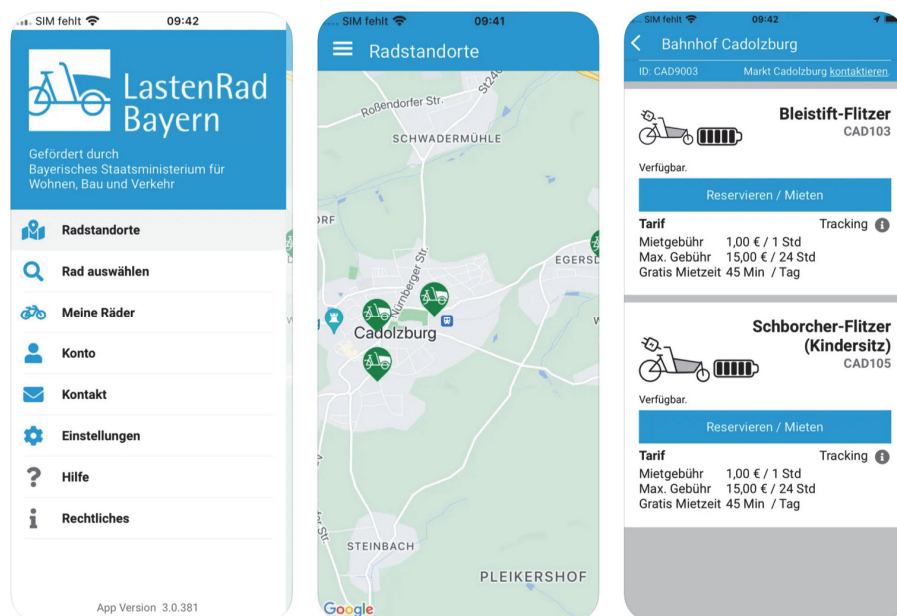 SIM fehlt 09:42
LastenRad
Bayern
Gefördert durch
Bayerisches Staatsministerium für
Wohnen, Bau und Verkehr
Radstandorte
Rad auswählen
Meine Räder
Konto
Kontakt
Einstellungen
Hilfe
Rechtliches
App Version 3.0.381
SIM fehlt 09:41
Radstandorte
Roßendorfer Str.
St240
SCHWADERMÜHLE
DRF
Nürnberger Str.
EGERSD
Cadolzburg
STEINBACH
PLEIKERSHOF
Google
SIM fehlt 09:42
Bahnhof Cadolzburg
ID: CAD9003 Markt Cadolzburg kontaktieren.
Bleistift-Flitzer
CAD103
Verfügbar.
Reservieren / Mieten
Tarif Tracking i
Mietgebühr 1,00 € / 1 Std
Max. Gebühr 15,00 € / 24 Std
Gratis Mietzeit 45 Min / Tag
Schborcher-Flitzer
(Kindersitz)
CAD105
Verfügbar.
Reservieren / Mieten
Tarif Tracking i
Mietgebühr 1,00 € / 1 Std
Max. Gebühr 15,00 € / 24 Std
Gratis Mietzeit 45 Min / Tag